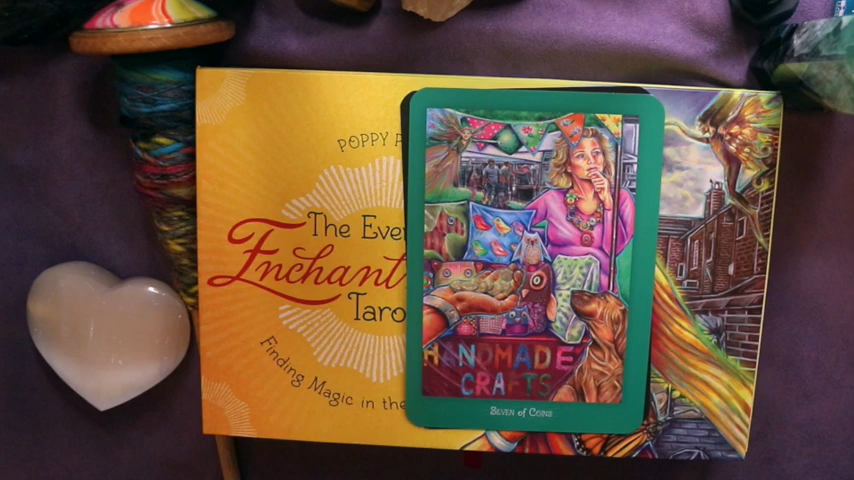 POPPY
The Ever
Enchant
Taro
Finding Magic in the
HANDMADE
CRAFTS
SEVEN OF COINS